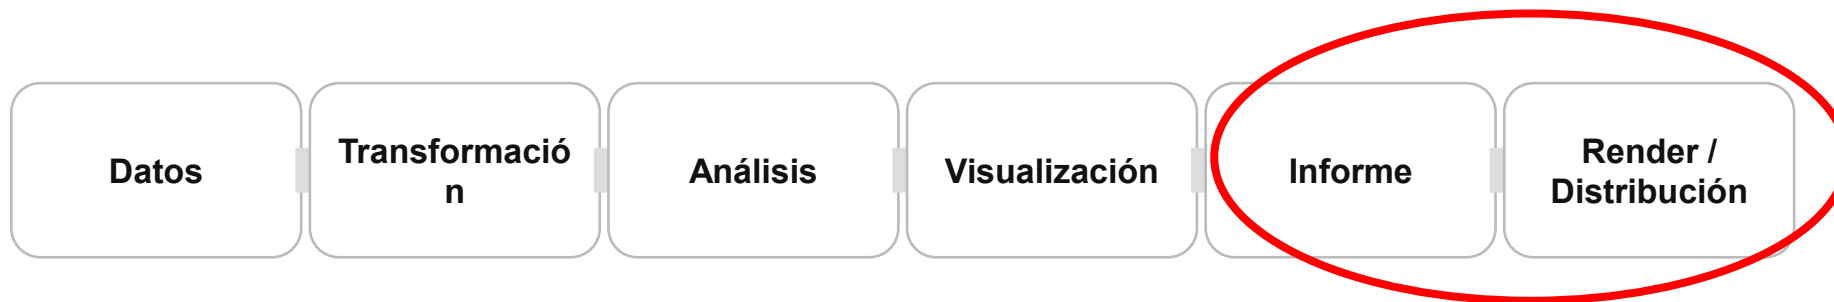 Datos
Transformació
n
Análisis
Visualización
Informe
Render /
Distribución